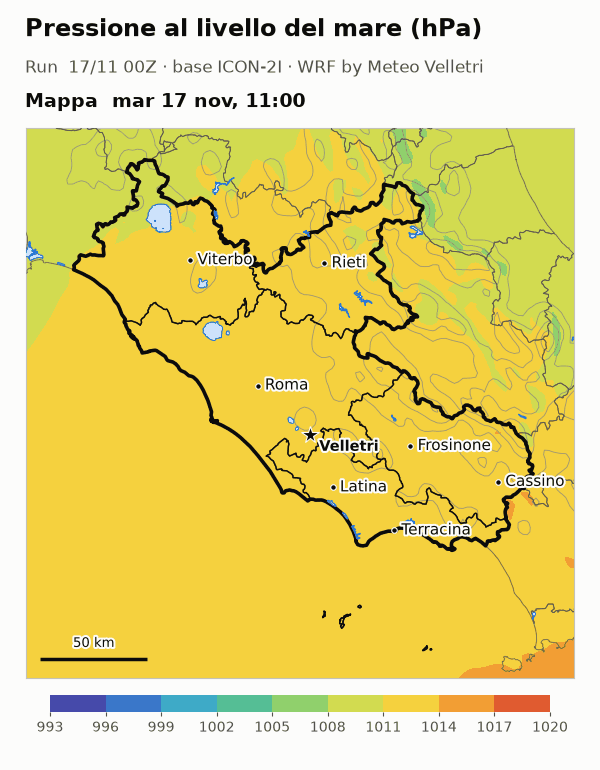 Pressione al livello del mare (hPa)
Run  17/11 00Z · base ICON-2I · WRF by Meteo Velletri
Mappa  mar 17 nov, 11:00
Viterbo
Rieti
Roma
Velletri
Frosinone
Cassino
Latina
Terracina
50 km
993 996 999 1002 1005 1008 1011 1014 1017 1020